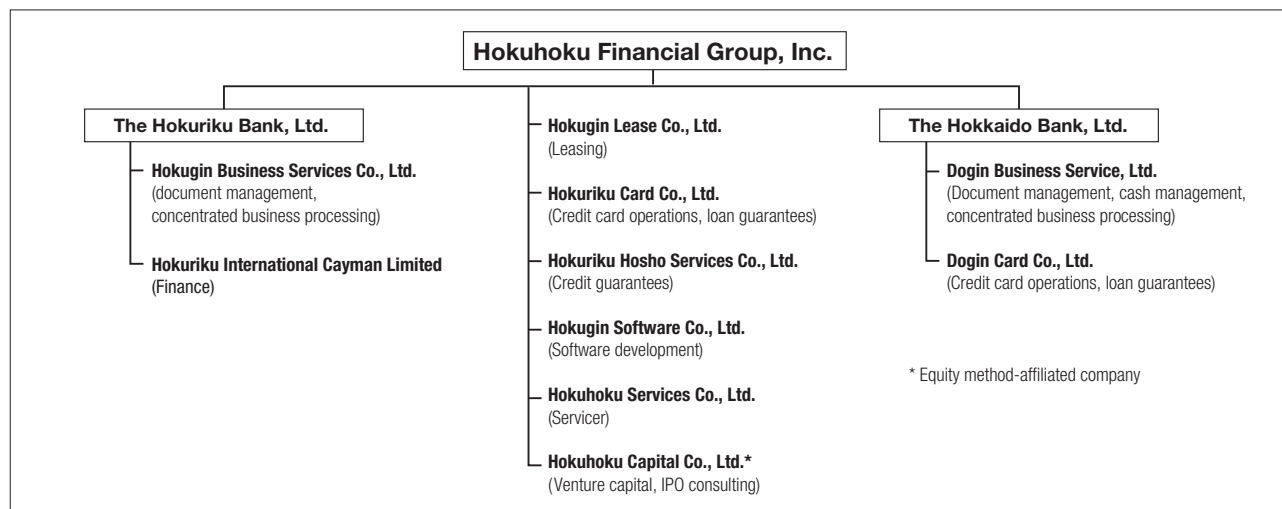 Hokuhoku Financial Group, Inc.
The Hokuriku Bank, Ltd.
Hokugin Business Services Co., Ltd.
(document management,
concentrated business processing)
Hokuriku International Cayman Limited
(Finance)
Hokugin Lease Co., Ltd.
(Leasing)
Hokuriku Card Co., Ltd.
(Credit card operations, loan guarantees)
Hokuriku Hosho Services Co., Ltd.
(Credit guarantees)
Hokugin Software Co., Ltd.
(Software development)
Hokuhoku Services Co., Ltd.
(Servicer)
Hokuhoku Capital Co., Ltd.*
(Venture capital, IPO consulting)
The Hokkaido Bank, Ltd.
Dogin Business Service, Ltd.
(Document management, cash management,
concentrated business processing)
Dogin Card Co., Ltd.
(Credit card operations, loan guarantees)
* Equity method-affiliated company